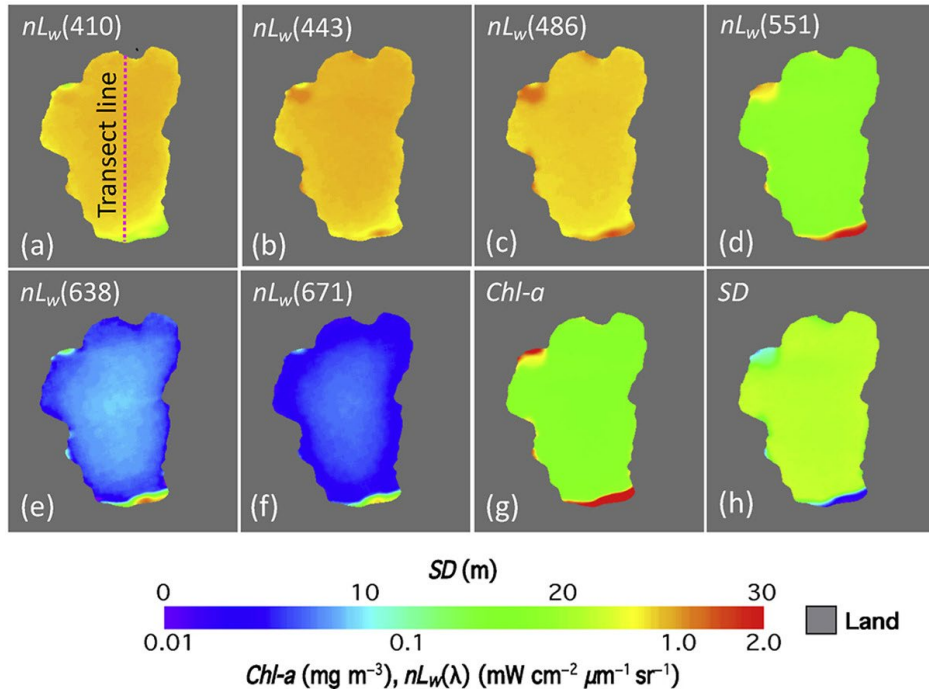 nLw(410)
nLw(443)
nLw(486)
nLw(551)
Transect line
(a)
(b)
(c)
(d)
nLw(638)
nLw(671)
Chl-a
SD
(e)
(f)
(g)
(h)
SD (m)
0 10 20 30
0.01 0.1 1.0 2.0
Land
Chl-a (mg m⁻³), nLw(λ) (mW cm⁻² μm⁻¹ sr⁻¹)